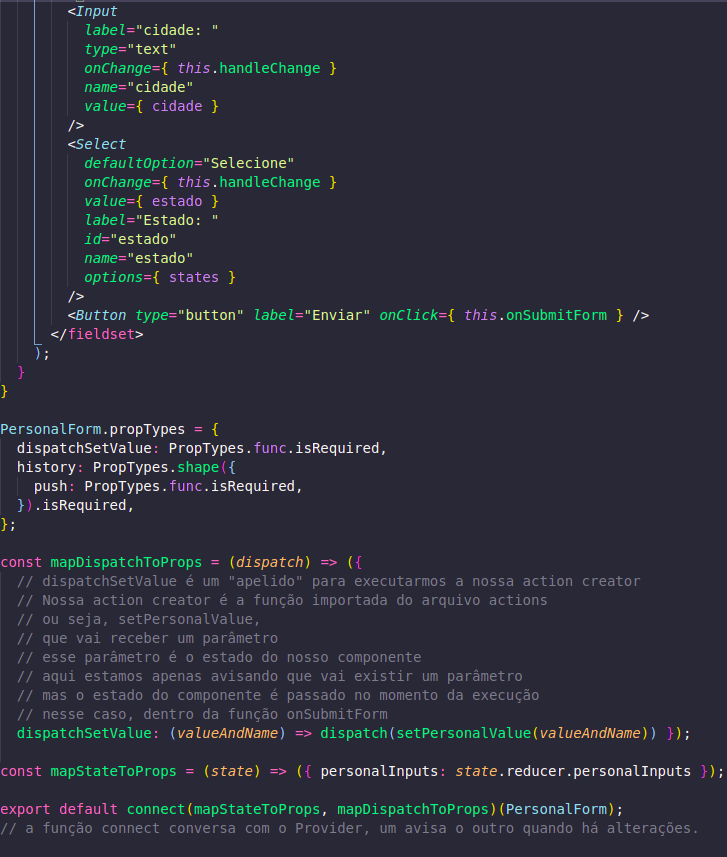 <Input
label="cidade: "
type="text"
onChange={ this.handleChange }
name="cidade"
value={ cidade }
/>
<Select
defaultOption="Selecione"
onChange={ this.handleChange }
value={ estado }
label="Estado: "
id="estado"
name="estado"
options={ states }
/>
<Button type="button" label="Enviar" onClick={ this.onSubmitForm } />
</fieldset>
);
}
}
PersonalForm.propTypes = {
dispatchSetValue: PropTypes.func.isRequired,
history: PropTypes.shape({
push: PropTypes.func.isRequired,
}).isRequired,
};
const mapDispatchToProps = (dispatch) => ({
// dispatchSetValue é um "apelido" para executarmos a nossa action creator
// Nossa action creator é a função importada do arquivo actions
// ou seja, setPersonalValue,
// que vai receber um parâmetro
// esse parâmetro é o estado do nosso componente
// aqui estamos apenas avisando que vai existir um parâmetro
// mas o estado do componente é passado no momento da execução
// nesse caso, dentro da função onSubmitForm
dispatchSetValue: (valueAndName) => dispatch(setPersonalValue(valueAndName)) });
const mapStateToProps = (state) => ({ personalInputs: state.reducer.personalInputs });
export default connect(mapStateToProps, mapDispatchToProps)(PersonalForm);
// a função connect conversa com o Provider, um avisa o outro quando há alterações.